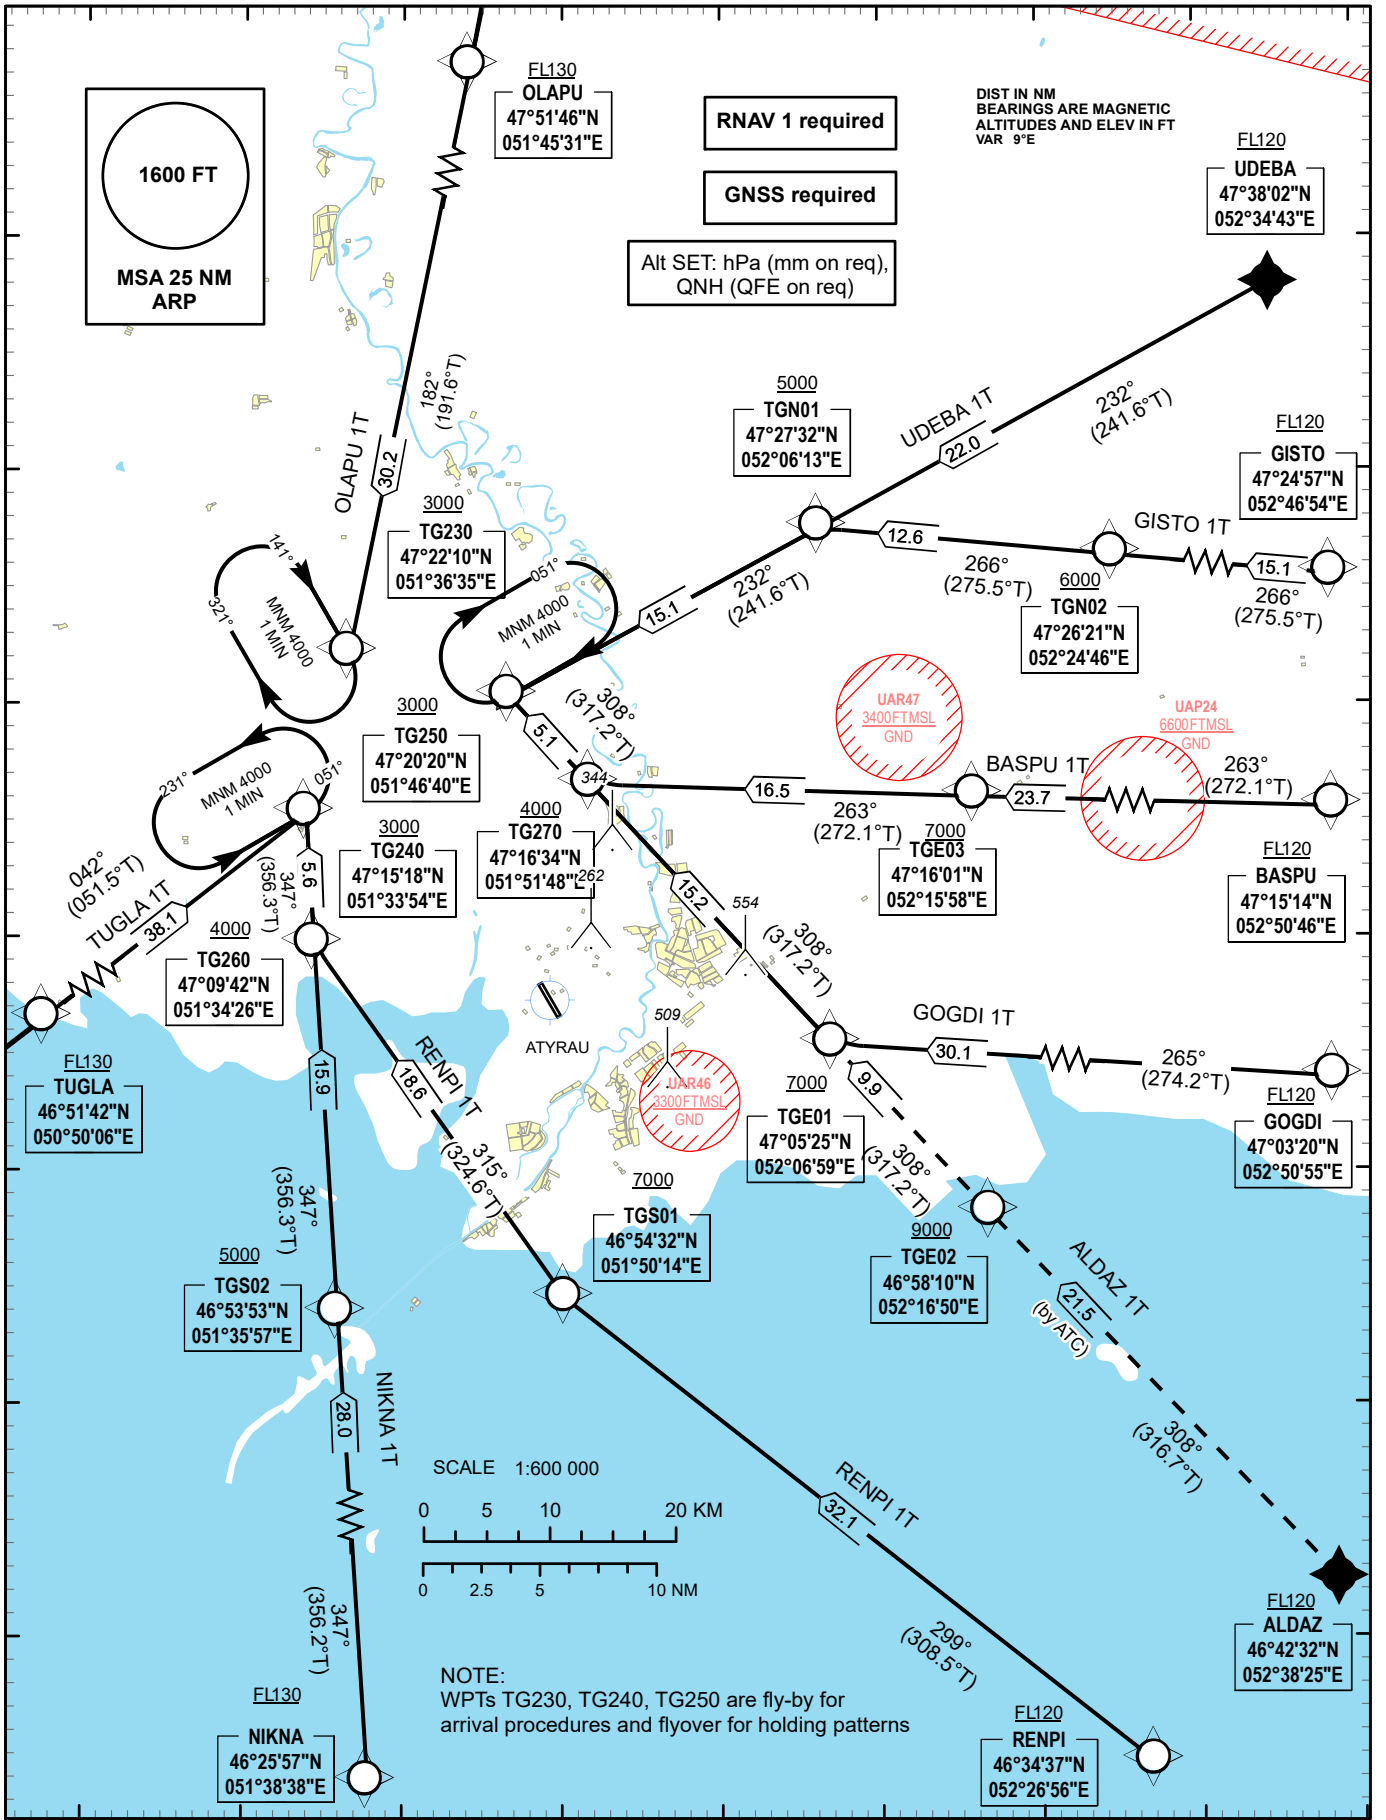 FL130
OLAPU
47°51'46"N
051°45'31"E
1600 FT
MSA 25 NM
ARP
RNAV 1 required
GNSS required
Alt SET: hPa (mm on req),
QNH (QFE on req)
DIST IN NM
BEARINGS ARE MAGNETIC
ALTITUDES AND ELEV IN FT
VAR 9°E
FL120
UDEBA
47°38'02"N
052°34'43"E
182°
(191.6°T)
OLAPU 1T
30.2
5000
TGN01
47°27'32"N
052°06'13"E
UDEBA 1T
22.0
232°
(241.6°T)
FL120
GISTO
47°24'57"N
052°46'54"E
3000
TG230
47°22'10"N
051°36'35"E
12.6
266°
(275.5°T)
GISTO 1T
15.1
266°
(275.5°T)
6000
TGN02
47°26'21"N
052°24'46"E
141°
321°
MNM 4000
1 MIN
051°
MNM 4000
1 MIN
15.1
232°
(241.6°T)
3000
TG250
47°20'20"N
051°46'40"E
5.1
308°
(317.2°T)
UAR47
3400FTMSL
GND
UAP24
6600FTMSL
GND
231°
051°
MNM 4000
1 MIN
344
16.5
263°
(272.1°T)
BASPU 1T
23.7
263°
(272.1°T)
7000
TGE03
47°16'01"N
052°15'58"E
FL120
BASPU
47°15'14"N
052°50'46"E
3000
TG240
47°15'18"N
051°33'54"E
4000
TG270
47°16'34"N
051°51'48"E
262
042°
(051.5°T)
TUGLA 1T
38.1
5.6
347°
(356.3°T)
4000
TG260
47°09'42"N
051°34'26"E
15.2
554
308°
(317.2°T)
FL130
TUGLA
46°51'42"N
050°50'06"E
ATYRAU
509
UAR46
3300FTMSL
GND
GOGDI 1T
30.1
265°
(274.2°T)
FL120
GOGDI
47°03'20"N
052°50'55"E
7000
TGE01
47°05'25"N
052°06'59"E
9.9
308°
(317.2°T)
RENPI 1T
18.6
315°
(324.6°T)
15.9
347°
(356.3°T)
7000
TGS01
46°54'32"N
051°50'14"E
9000
TGE02
46°58'10"N
052°16'50"E
ALDAZ 1T
21.5
(by ATC)
308°
(316.7°T)
5000
TGS02
46°53'53"N
051°35'57"E
NIKNA 1T
28.0
347°
(356.2°T)
SCALE 1:600 000
0 5 10 20 KM
0 2.5 5 10 NM
RENPI 1T
32.1
299°
(308.5°T)
FL120
ALDAZ
46°42'32"N
052°38'25"E
NOTE:
WPTs TG230, TG240, TG250 are fly-by for
arrival procedures and flyover for holding patterns
FL130
NIKNA
46°25'57"N
051°38'38"E
FL120
RENPI
46°34'37"N
052°26'56"E